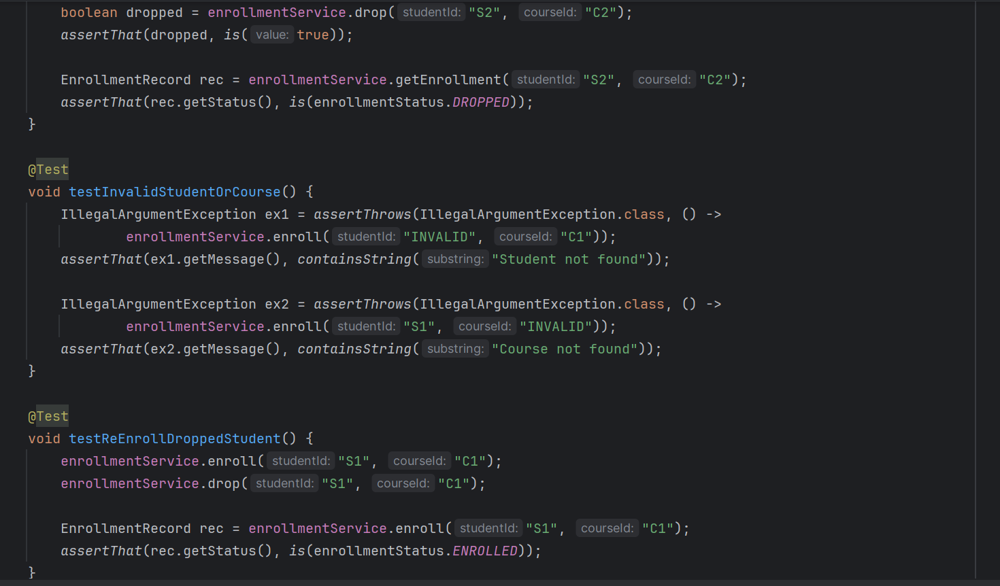 boolean dropped = enrollmentService.drop( studentId: "S2", courseId: "C2");
assertThat(dropped, is( value: true));
EnrollmentRecord rec = enrollmentService.getEnrollment( studentId: "S2", courseId: "C2");
assertThat(rec.getStatus(), is(enrollmentStatus.DROPPED));
}
@Test
void testInvalidStudentOrCourse() {
IllegalArgumentException ex1 = assertThrows(IllegalArgumentException.class, () ->
enrollmentService.enroll( studentId: "INVALID", courseId: "C1"));
assertThat(ex1.getMessage(), containsString( substring: "Student not found"));
IllegalArgumentException ex2 = assertThrows(IllegalArgumentException.class, () ->
enrollmentService.enroll( studentId: "S1", courseId: "INVALID"));
assertThat(ex2.getMessage(), containsString( substring: "Course not found"));
}
@Test
void testReEnrollDroppedStudent() {
enrollmentService.enroll( studentId: "S1", courseId: "C1");
enrollmentService.drop( studentId: "S1", courseId: "C1");
EnrollmentRecord rec = enrollmentService.enroll( studentId: "S1", courseId: "C1");
assertThat(rec.getStatus(), is(enrollmentStatus.ENROLLED));
}